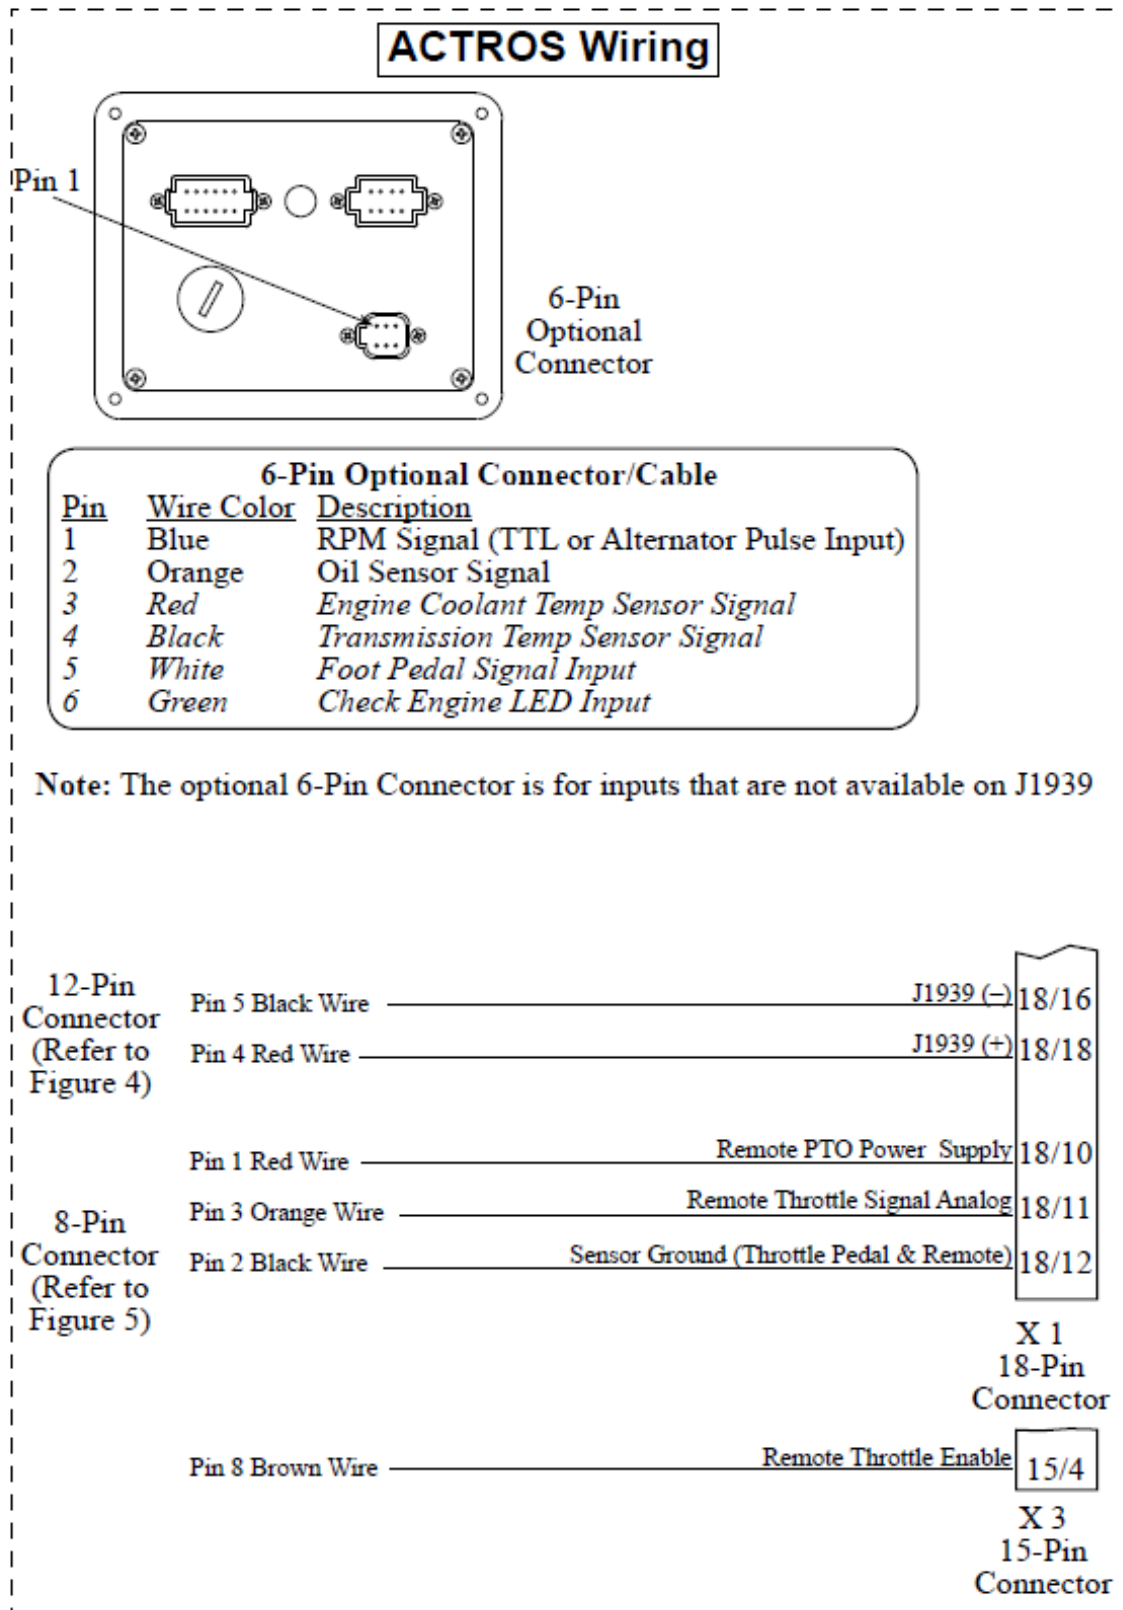 ACTROS Wiring
Pin 1
6-Pin
Optional
Connector
6-Pin Optional Connector/Cable
Pin Wire Color Description
1 Blue RPM Signal (TTL or Alternator Pulse Input)
2 Orange Oil Sensor Signal
3 Red Engine Coolant Temp Sensor Signal
4 Black Transmission Temp Sensor Signal
5 White Foot Pedal Signal Input
6 Green Check Engine LED Input
Note: The optional 6-Pin Connector is for inputs that are not available on J1939
12-Pin
Connector
(Refer to
Figure 4)
Pin 5 Black Wire J1939 (–) 18/16
Pin 4 Red Wire J1939 (+) 18/18
8-Pin
Connector
(Refer to
Figure 5)
Pin 1 Red Wire Remote PTO Power Supply 18/10
Pin 3 Orange Wire Remote Throttle Signal Analog 18/11
Pin 2 Black Wire Sensor Ground (Throttle Pedal & Remote) 18/12
X 1
18-Pin
Connector
Pin 8 Brown Wire Remote Throttle Enable 15/4
X 3
15-Pin
Connector